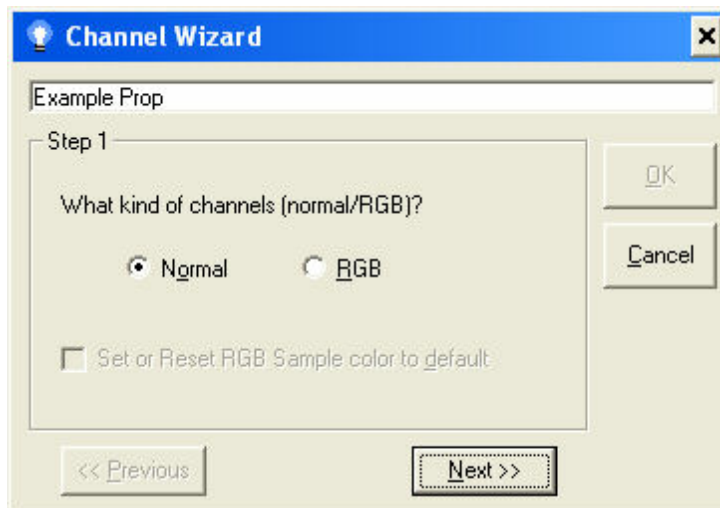 Channel Wizard
Example Prop
Step 1
What kind of channels (normal/RGB)?
Normal
RGB
Set or Reset RGB Sample color to default
OK
Cancel
<< Previous
Next >>